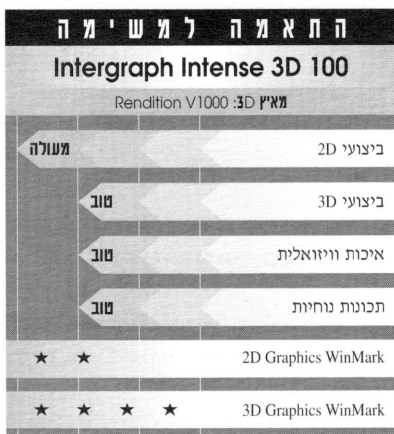 התאמה למשימה
Intergraph Intense 3D 100
מאיץ 3D: Rendition V1000
ביצועי 2D מעולה
ביצועי 3D טוב
איכות וויזואלית טוב
תכונות נוחיות טוב
2D Graphics WinMark ★ ★
3D Graphics WinMark ★ ★ ★ ★